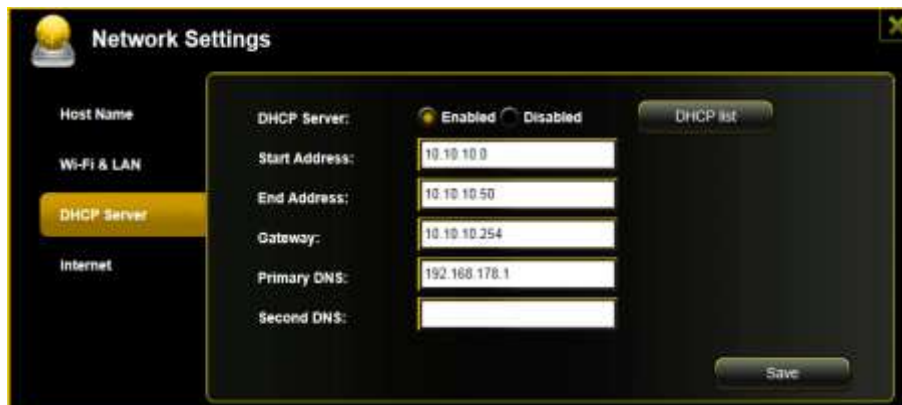 Network Settings
Host Name
Wi-Fi & LAN
DHCP Server
Internet
DHCP Server: Enabled Disabled DHCP list
Start Address: 10.10.10.0
End Address: 10.10.10.50
Gateway: 10.10.10.254
Primary DNS: 192.168.178.1
Second DNS:
Save